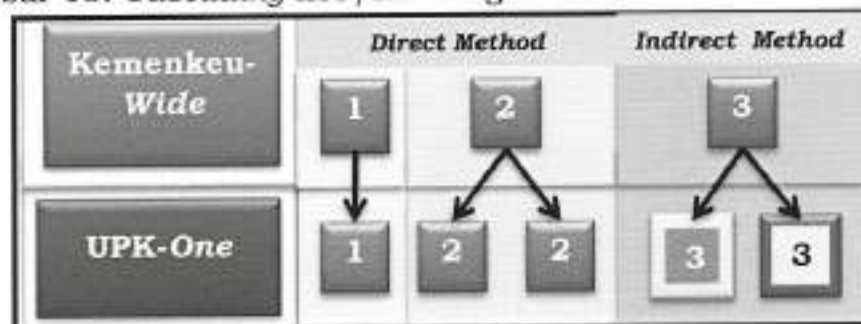 Direct Method Indirect Method
Kemenkeu-
Wide
1 2 3
UPK-One
1 2 2 3 3